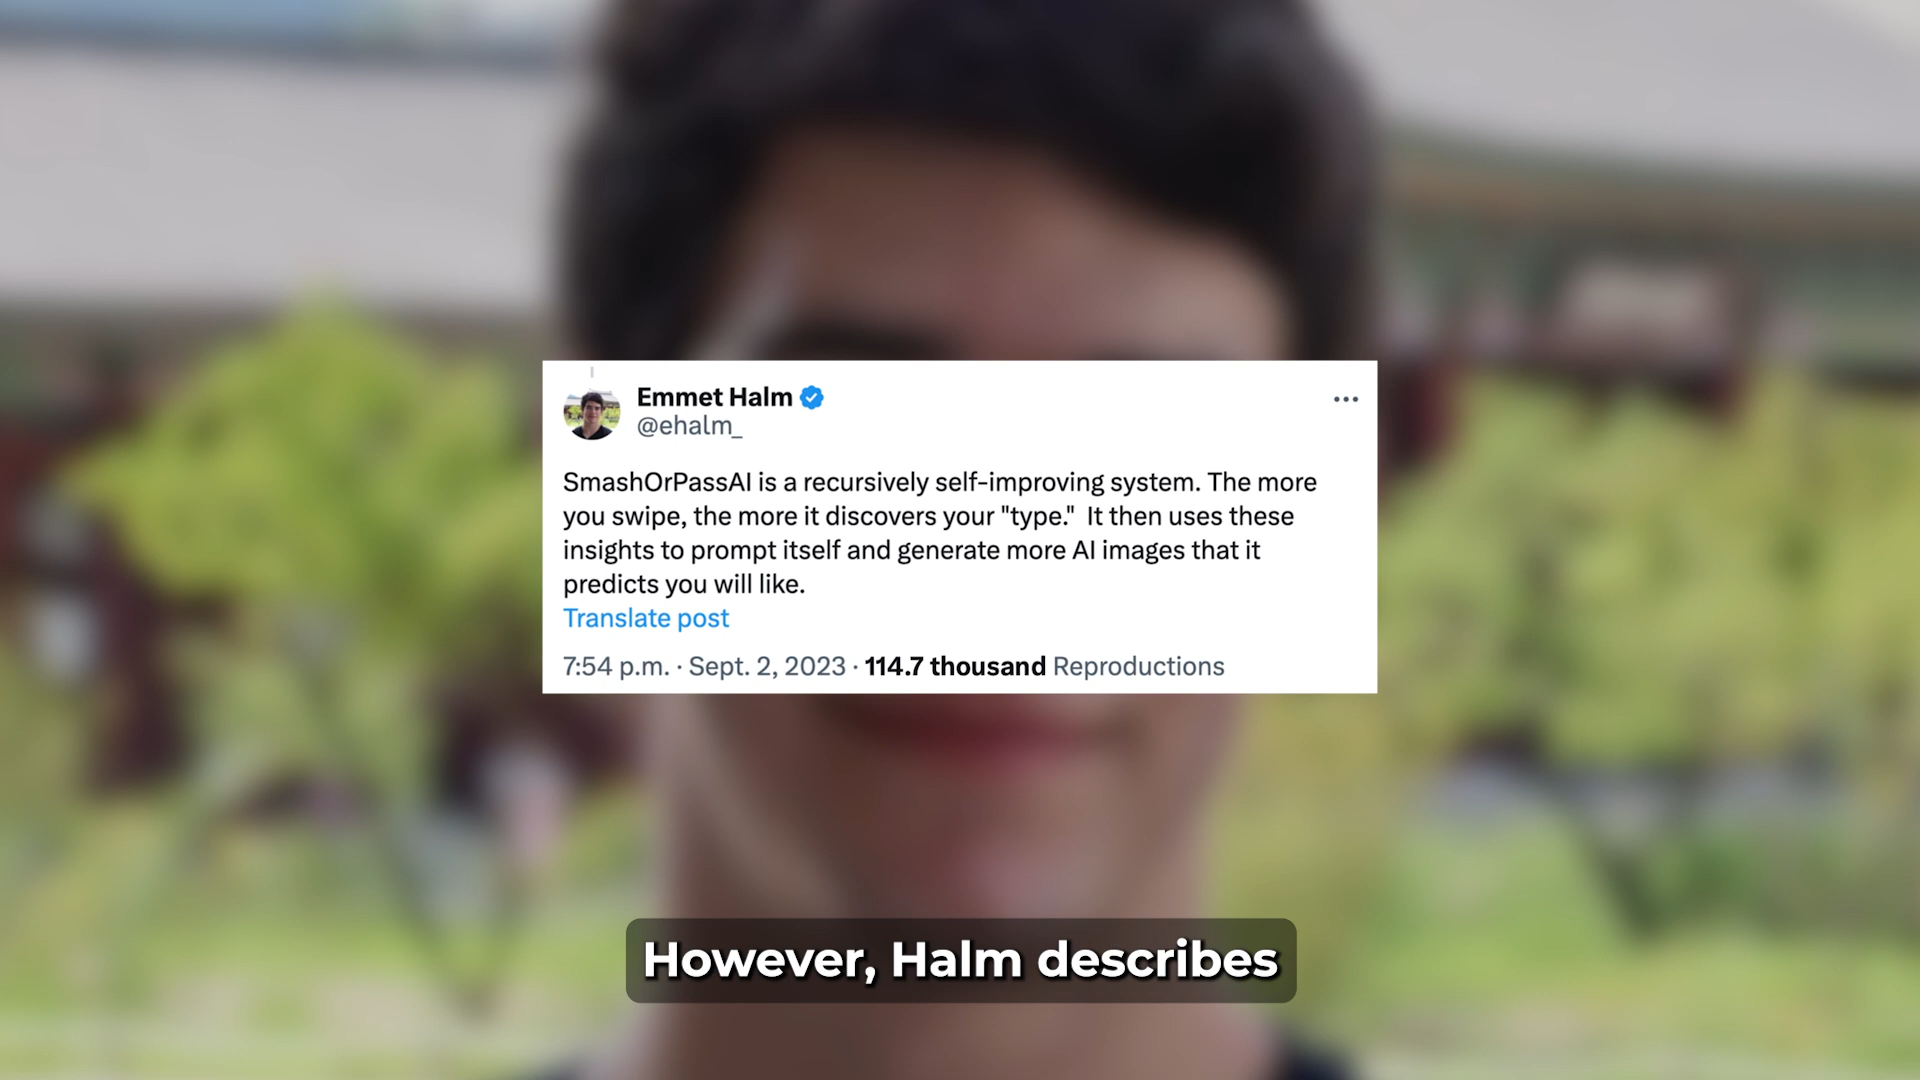 Emmet Halm
@ehalm_
SmashOrPassAI is a recursively self-improving system. The more
you swipe, the more it discovers your "type."  It then uses these
insights to prompt itself and generate more AI images that it
predicts you will like.
Translate post
7:54 p.m. · Sept. 2, 2023 · 114.7 thousand Reproductions
However, Halm describes